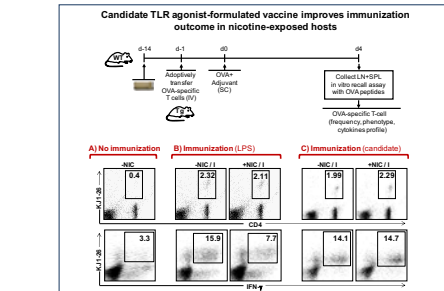 Candidate TLR agonist-formulated vaccine improves immunization
outcome in nicotine-exposed hosts
WT
d-14
d-1
d0
d4
Adoptively
transfer
OVA-specific
T cells (IV)
Tg
OVA+
Adjuvant
(SC)
Collect LN+SPL
in vitro recall assay
with OVA peptides
OVA-specific T-cell
(frequency, phenotype,
cytokines profile)
A) No immunization
B) Immunization (LPS)
C) Immunization (candidate)
-NIC
-NIC / I
+NIC / I
-NIC / I
+NIC / I
KJ1-26
0.4
2.32
2.11
1.99
2.29
CD4
KJ1-26
3.3
15.9
7.7
14.1
14.7
IFN-γ